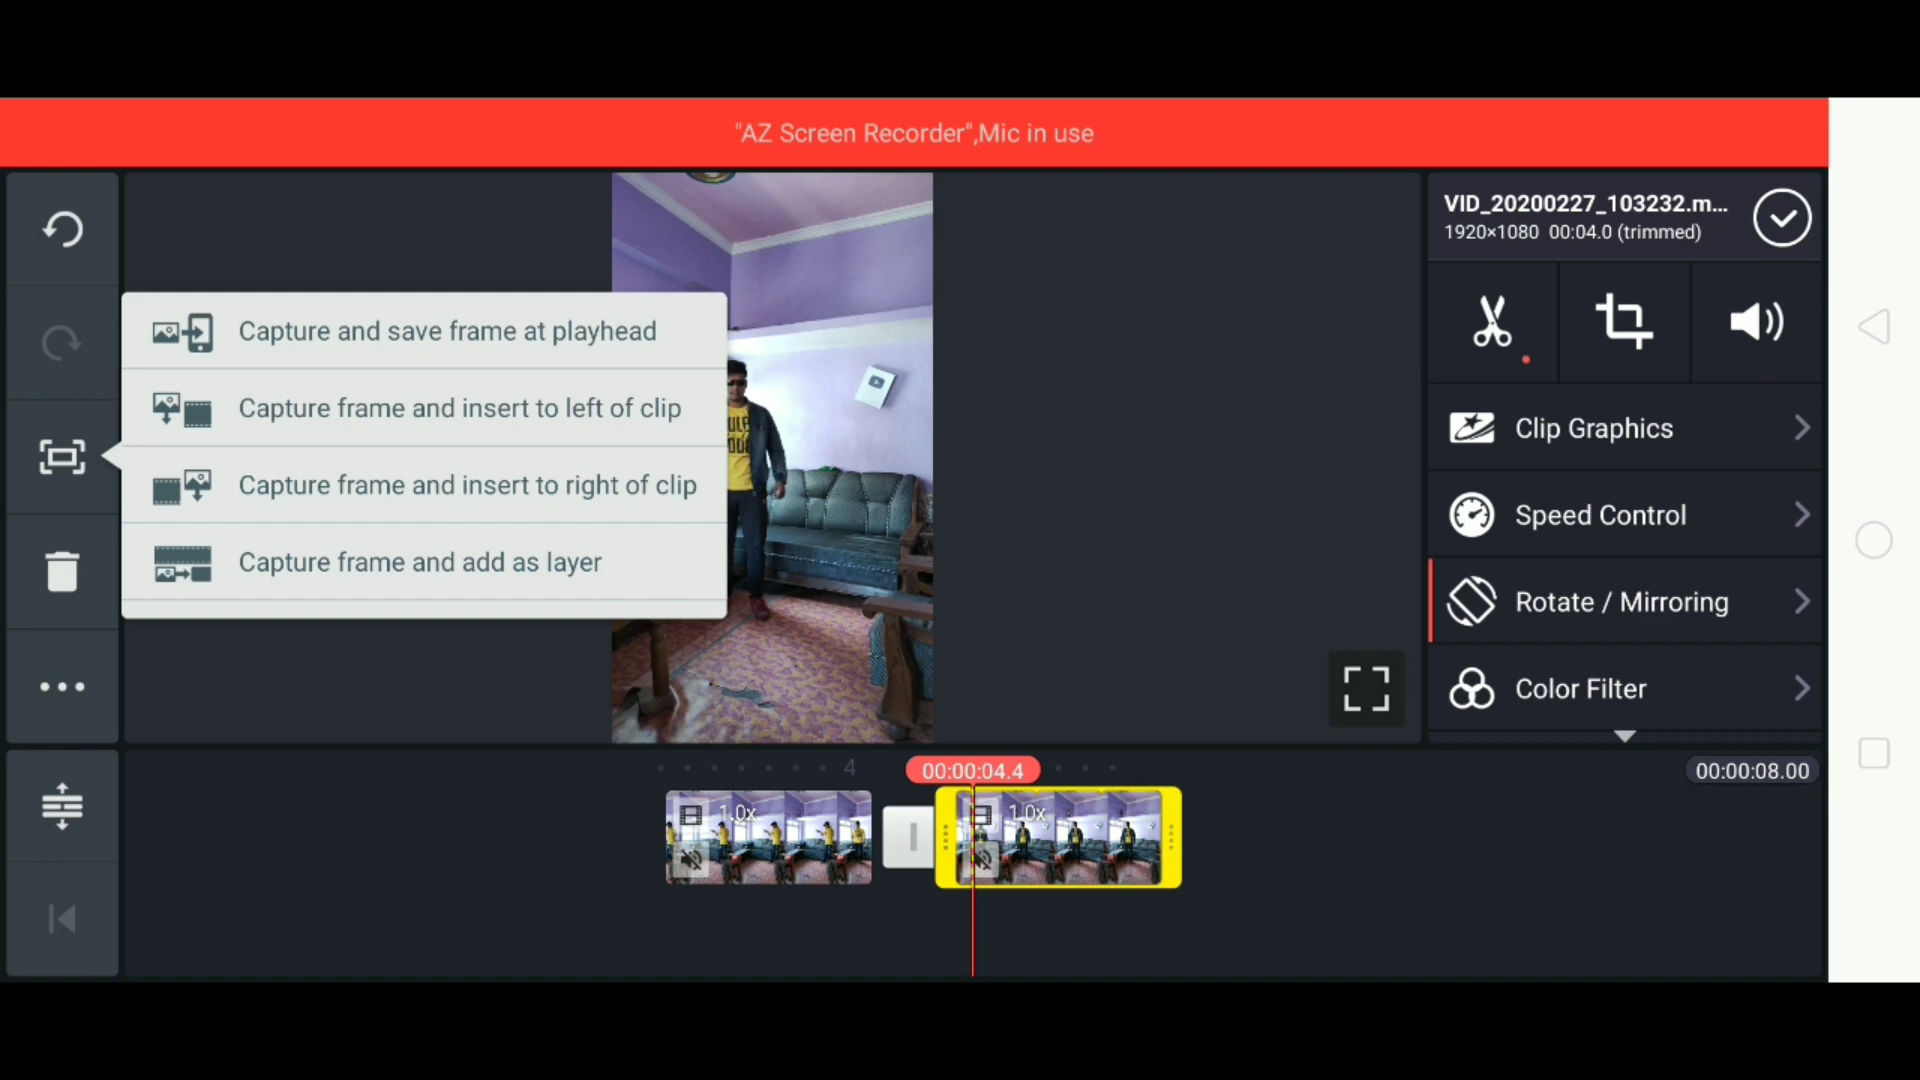 "AZ Screen Recorder",Mic in use
VID_20200227_103232.m...
1920×1080 00:04.0 (trimmed)
Capture and save frame at playhead
Capture frame and insert to left of clip
Capture frame and insert to right of clip
Capture frame and add as layer
Clip Graphics
Speed Control
Rotate / Mirroring
Color Filter
4
00:00:04.4
00:00:08.00
1.0x
1.0x